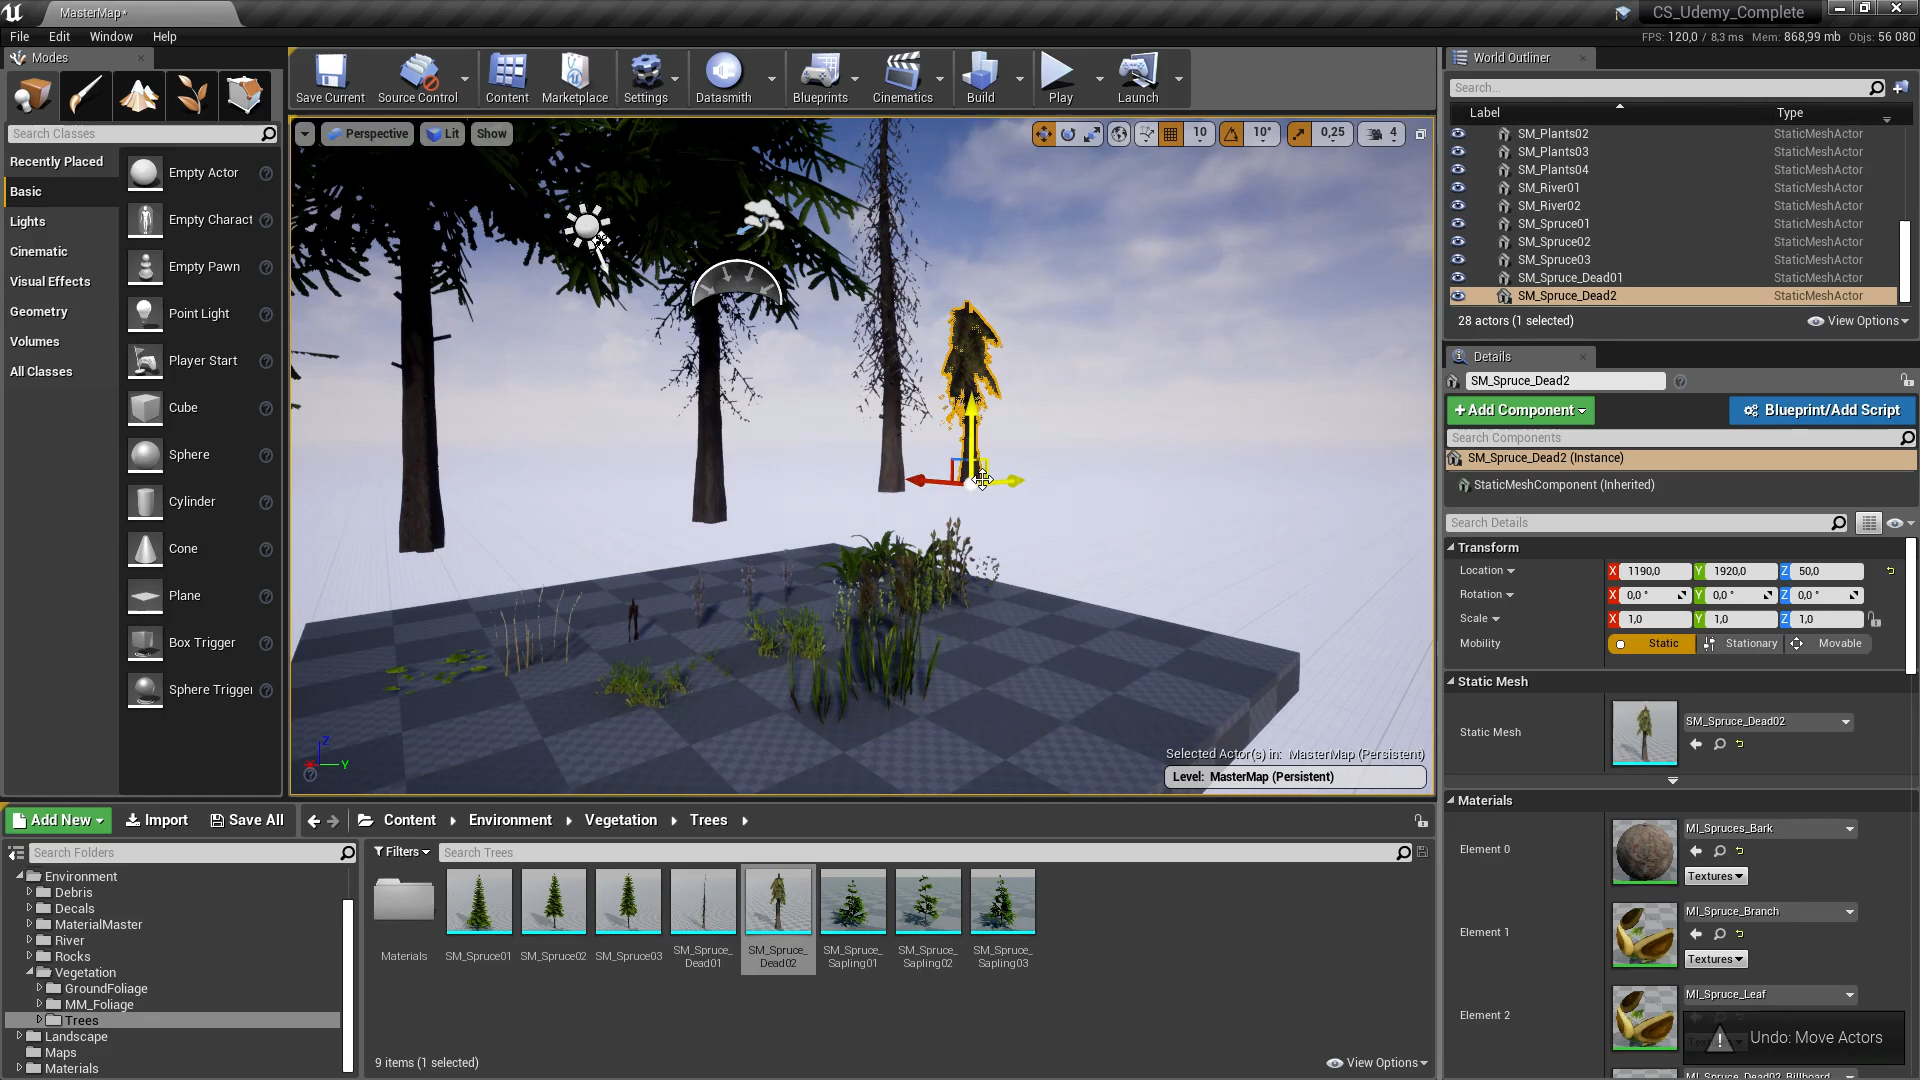 MasterMap*
CS_Udemy_Complete
File Edit Window Help
FPS: 120,0 / 8,3 ms Mem: 868,99 mb Objs: 56 080
Modes
Save Current Source Control Content Marketplace Settings Datasmith Blueprints Cinematics Build Play Launch
Search Classes
Recently Placed
Basic
Lights
Cinematic
Visual Effects
Geometry
Volumes
All Classes
Empty Actor
Empty Charact
Empty Pawn
Point Light
Player Start
Cube
Sphere
Cylinder
Cone
Plane
Box Trigger
Sphere Trigger
Perspective Lit Show
10 10° 0,25 4
Z
Y
Selected Actor(s) in: MasterMap (Persistent)
Level: MasterMap (Persistent)
World Outliner
Search...
Label Type
SM_Plants02 StaticMeshActor
SM_Plants03 StaticMeshActor
SM_Plants04 StaticMeshActor
SM_River01 StaticMeshActor
SM_River02 StaticMeshActor
SM_Spruce01 StaticMeshActor
SM_Spruce02 StaticMeshActor
SM_Spruce03 StaticMeshActor
SM_Spruce_Dead01 StaticMeshActor
SM_Spruce_Dead2 StaticMeshActor
28 actors (1 selected) View Options
Details
SM_Spruce_Dead2
+Add Component Blueprint/Add Script
Search Components
SM_Spruce_Dead2 (Instance)
StaticMeshComponent (Inherited)
Search Details
Transform
Location X 1190,0 Y 1920,0 Z 50,0
Rotation X 0,0 ° Y 0,0 ° Z 0,0 °
Scale X 1,0 Y 1,0 Z 1,0
Mobility Static Stationary Movable
Static Mesh
Static Mesh SM_Spruce_Dead02
Materials
Element 0 MI_Spruces_Bark
Textures
Element 1 MI_Spruce_Branch
Textures
Element 2 MI_Spruce_Leaf
Undo: Move Actors
MI_Spruce_Dead02_Billboard
Add New Import Save All Content Environment Vegetation Trees
Search Folders
Filters Search Trees
Environment
Debris
Decals
MaterialMaster
River
Rocks
Vegetation
GroundFoliage
MM_Foliage
Trees
Landscape
Maps
Materials
Materials SM_Spruce01 SM_Spruce02 SM_Spruce03 SM_Spruce_ Dead01 SM_Spruce_ Dead02 SM_Spruce_ Sapling01 SM_Spruce_ Sapling02 SM_Spruce_ Sapling03
9 items (1 selected) View Options